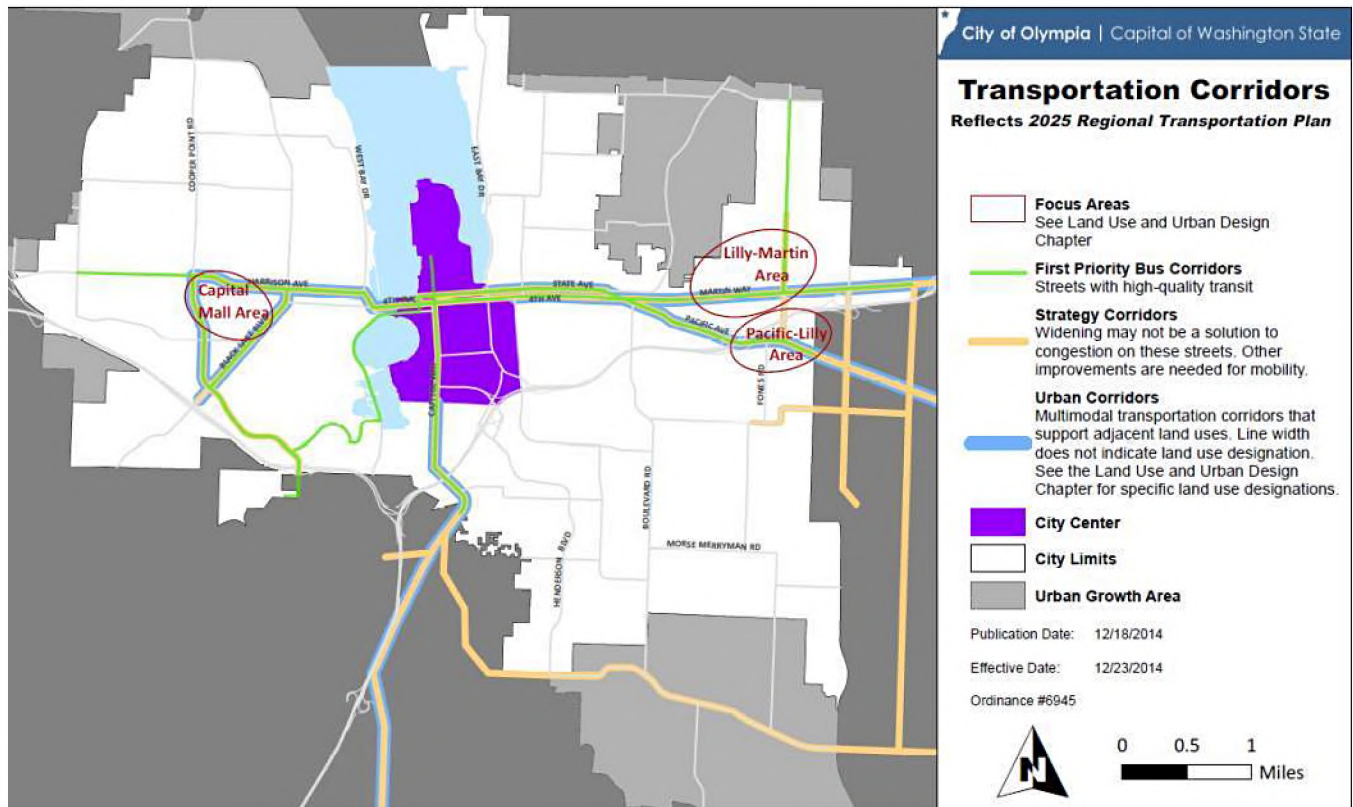 City of Olympia | Capital of Washington State
Transportation Corridors
Reflects 2025 Regional Transportation Plan
Focus Areas
See Land Use and Urban Design
Chapter
First Priority Bus Corridors
Streets with high-quality transit
Strategy Corridors
Widening may not be a solution to
congestion on these streets. Other
improvements are needed for mobility.
Urban Corridors
Multimodal transportation corridors that
support adjacent land uses. Line width
does not indicate land use designation.
See the Land Use and Urban Design
Chapter for specific land use designations.
City Center
City Limits
Urban Growth Area
Publication Date: 12/18/2014
Effective Date: 12/23/2014
Ordinance #6945
N
0 0.5 1
Miles
COOPER POINT RD
WEST BAY DR
EAST BAY DR
Lilly-Martin
Area
HARRISON AVE
Capital
Mall Area
STATE AVE
4TH AVE
4TH AVE
MARTIN WAY
PACIFIC AVE
Pacific-Lilly
Area
BLACK LAKE BLVD
FONES RD
BOULEVARD RD
HENDERSON BLVD
MORSE MERRYMAN RD